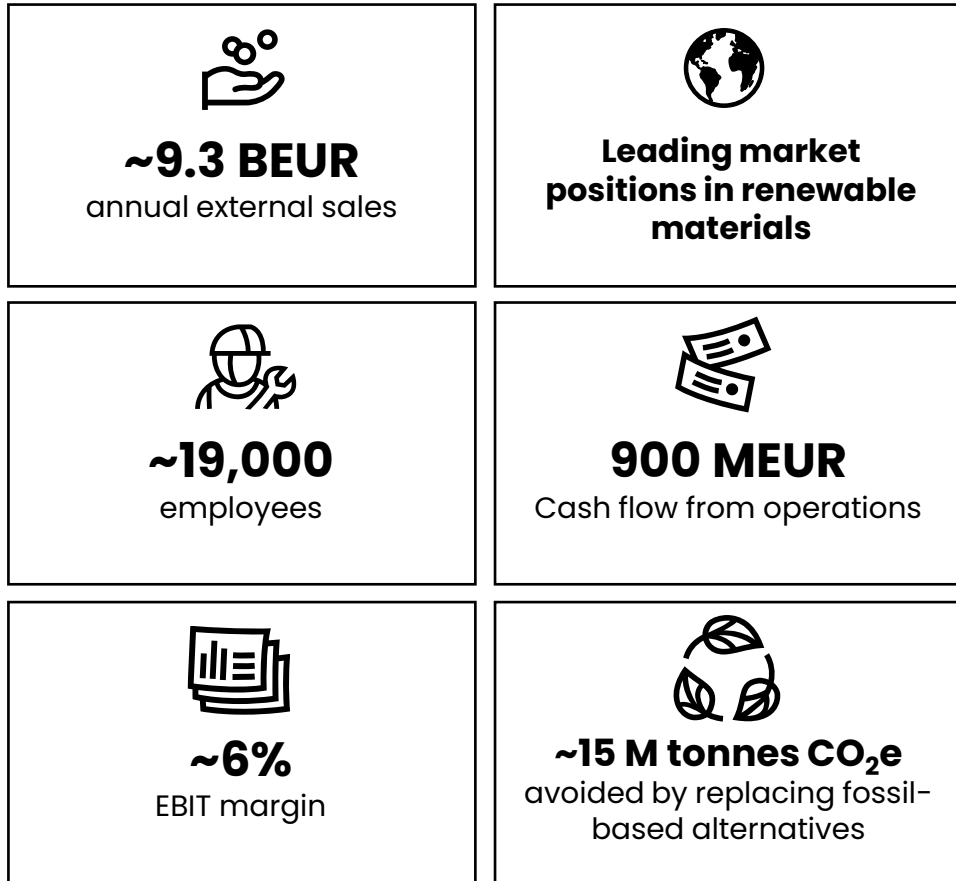 ~9.3 BEUR
annual external sales
Leading market
positions in renewable
materials
~19,000
employees
900 MEUR
Cash flow from operations
~6%
EBIT margin
~15 M tonnes CO₂e
avoided by replacing fossil-
based alternatives